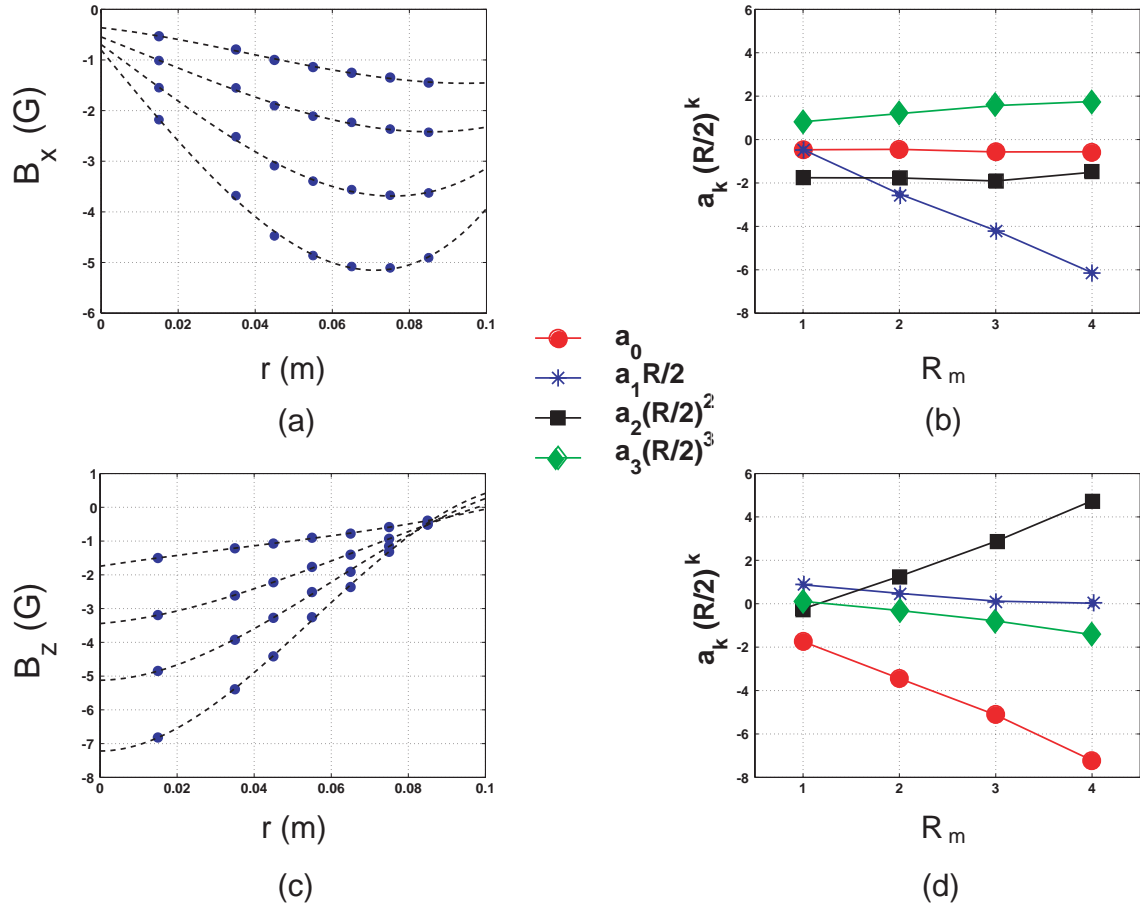 0
-1
-2
-3
-4
-5
-6
0 0.02 0.04 0.06 0.08 0.1
B_x (G)
r (m)
(a)
6
4
2
0
-2
-4
-6
-8
1 2 3 4
a_k (R/2)^k
R_m
(b)
a_0
a_1R/2
a_2(R/2)^2
a_3(R/2)^3
1
0
-1
-2
-3
-4
-5
-6
-7
-8
0 0.02 0.04 0.06 0.08 0.1
B_z (G)
r (m)
(c)
6
4
2
0
-2
-4
-6
-8
1 2 3 4
a_k (R/2)^k
R_m
(d)